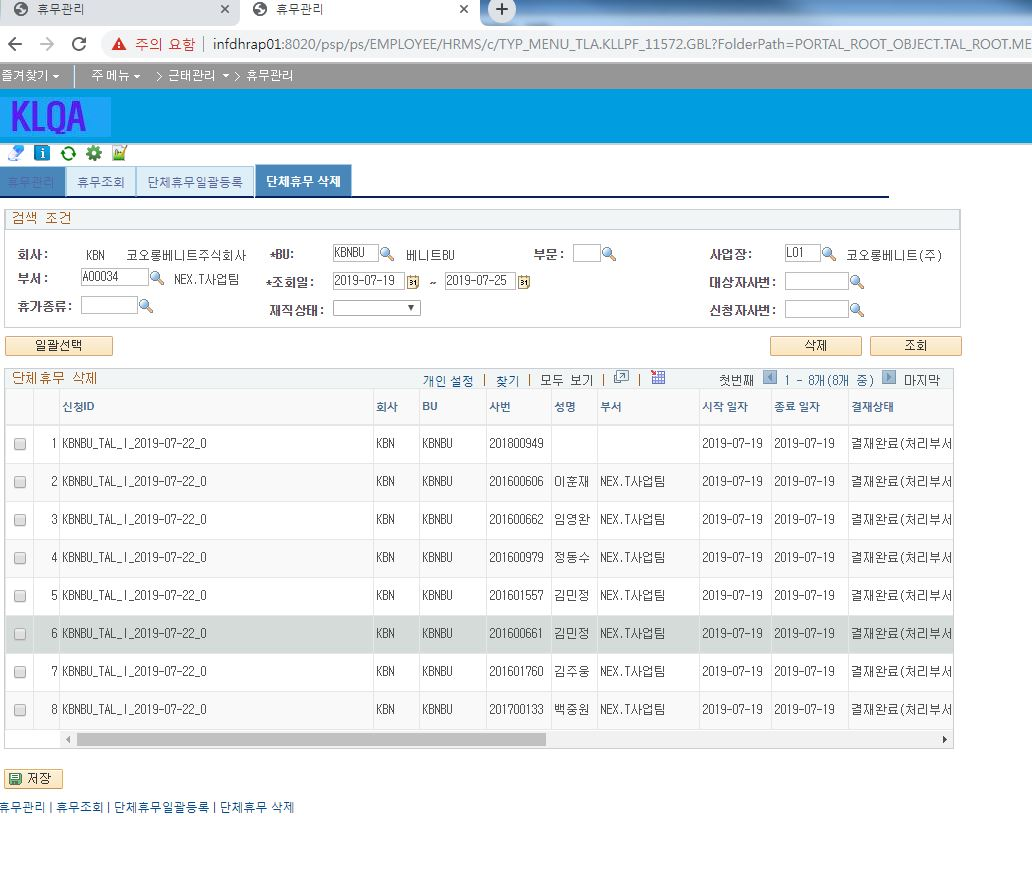 휴무관리 × 휴무관리 × +
주의 요함 | infdhrap01:8020/psp/ps/EMPLOYEE/HRMS/c/TYP_MENU_TLA.KLLPF_11572.GBL?FolderPath=PORTAL_ROOT_OBJECT.TAL_ROOT.ME
즐겨찾기 주 메뉴 > 근태관리 > 휴무관리
KLQA
휴무관리 휴무조회 단체휴무일괄등록 단체휴무 삭제
검색 조건
회사: KBN 코오롱베니트주식회사 *BU: KBNBU 베니트BU 부문: 사업장: L01 코오롱베니트(주)
부서: A00034 NEX.T사업팀 *조회일: 2019-07-19 31 ~ 2019-07-25 31 대상자사번:
휴가종류: 재직상태: 신청자사번:
일괄선택 삭제 조회
단체휴무 삭제 개인 설정 | 찾기 | 모두 보기 | | 첫번째 1 - 8개(8개 중) 마지막
신청ID 회사 BU 사번 성명 부서 시작 일자 종료 일자 결재상태
1 KBNBU_TAL_I_2019-07-22_0 KBN KBNBU 201800949 2019-07-19 2019-07-19 결재완료(처리부서
2 KBNBU_TAL_I_2019-07-22_0 KBN KBNBU 201600606 이훈재 NEX.T사업팀 2019-07-19 2019-07-19 결재완료(처리부서
3 KBNBU_TAL_I_2019-07-22_0 KBN KBNBU 201600662 임영완 NEX.T사업팀 2019-07-19 2019-07-19 결재완료(처리부서
4 KBNBU_TAL_I_2019-07-22_0 KBN KBNBU 201600979 정동수 NEX.T사업팀 2019-07-19 2019-07-19 결재완료(처리부서
5 KBNBU_TAL_I_2019-07-22_0 KBN KBNBU 201601557 김민정 NEX.T사업팀 2019-07-19 2019-07-19 결재완료(처리부서
6 KBNBU_TAL_I_2019-07-22_0 KBN KBNBU 201600661 김민정 NEX.T사업팀 2019-07-19 2019-07-19 결재완료(처리부서
7 KBNBU_TAL_I_2019-07-22_0 KBN KBNBU 201601760 김주웅 NEX.T사업팀 2019-07-19 2019-07-19 결재완료(처리부서
8 KBNBU_TAL_I_2019-07-22_0 KBN KBNBU 201700133 백중원 NEX.T사업팀 2019-07-19 2019-07-19 결재완료(처리부서
저장
휴무관리 | 휴무조회 | 단체휴무일괄등록 | 단체휴무 삭제